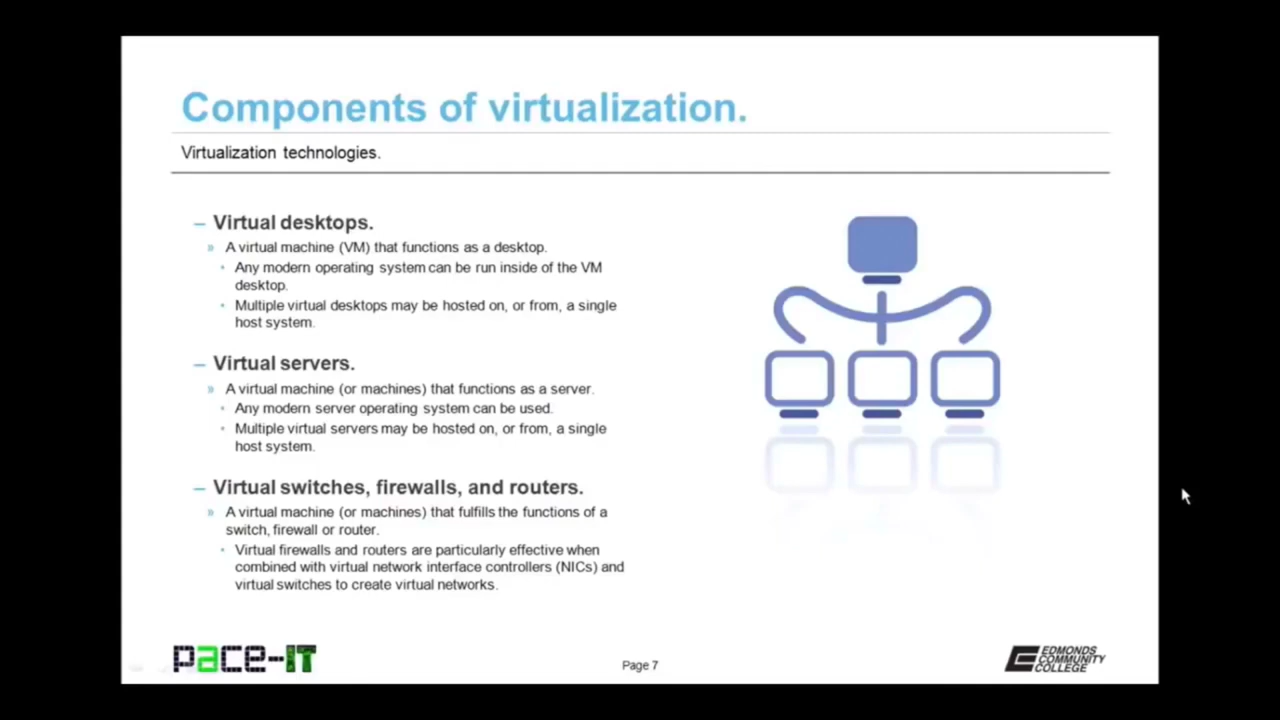 Components of virtualization.
Virtualization technologies.
– Virtual desktops.
» A virtual machine (VM) that functions as a desktop.
• Any modern operating system can be run inside of the VM
desktop.
• Multiple virtual desktops may be hosted on, or from, a single
host system.
– Virtual servers.
» A virtual machine (or machines) that functions as a server.
• Any modern server operating system can be used.
• Multiple virtual servers may be hosted on, or from, a single
host system.
– Virtual switches, firewalls, and routers.
» A virtual machine (or machines) that fulfills the functions of a
switch, firewall or router.
• Virtual firewalls and routers are particularly effective when
combined with virtual network interface controllers (NICs) and
virtual switches to create virtual networks.
pace-IT
Page 7
EDMONDS
COMMUNITY
COLLEGE